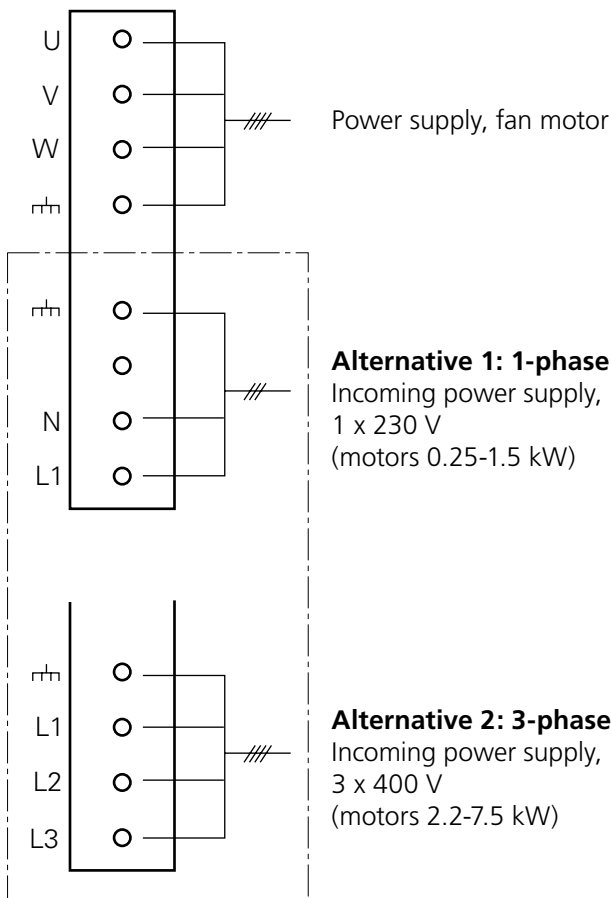 U
V
W
Power supply, fan motor
Alternative 1: 1-phase
Incoming power supply,
1 x 230 V
(motors 0.25-1.5 kW)
N
L1
Alternative 2: 3-phase
Incoming power supply,
3 x 400 V
(motors 2.2-7.5 kW)
L1
L2
L3